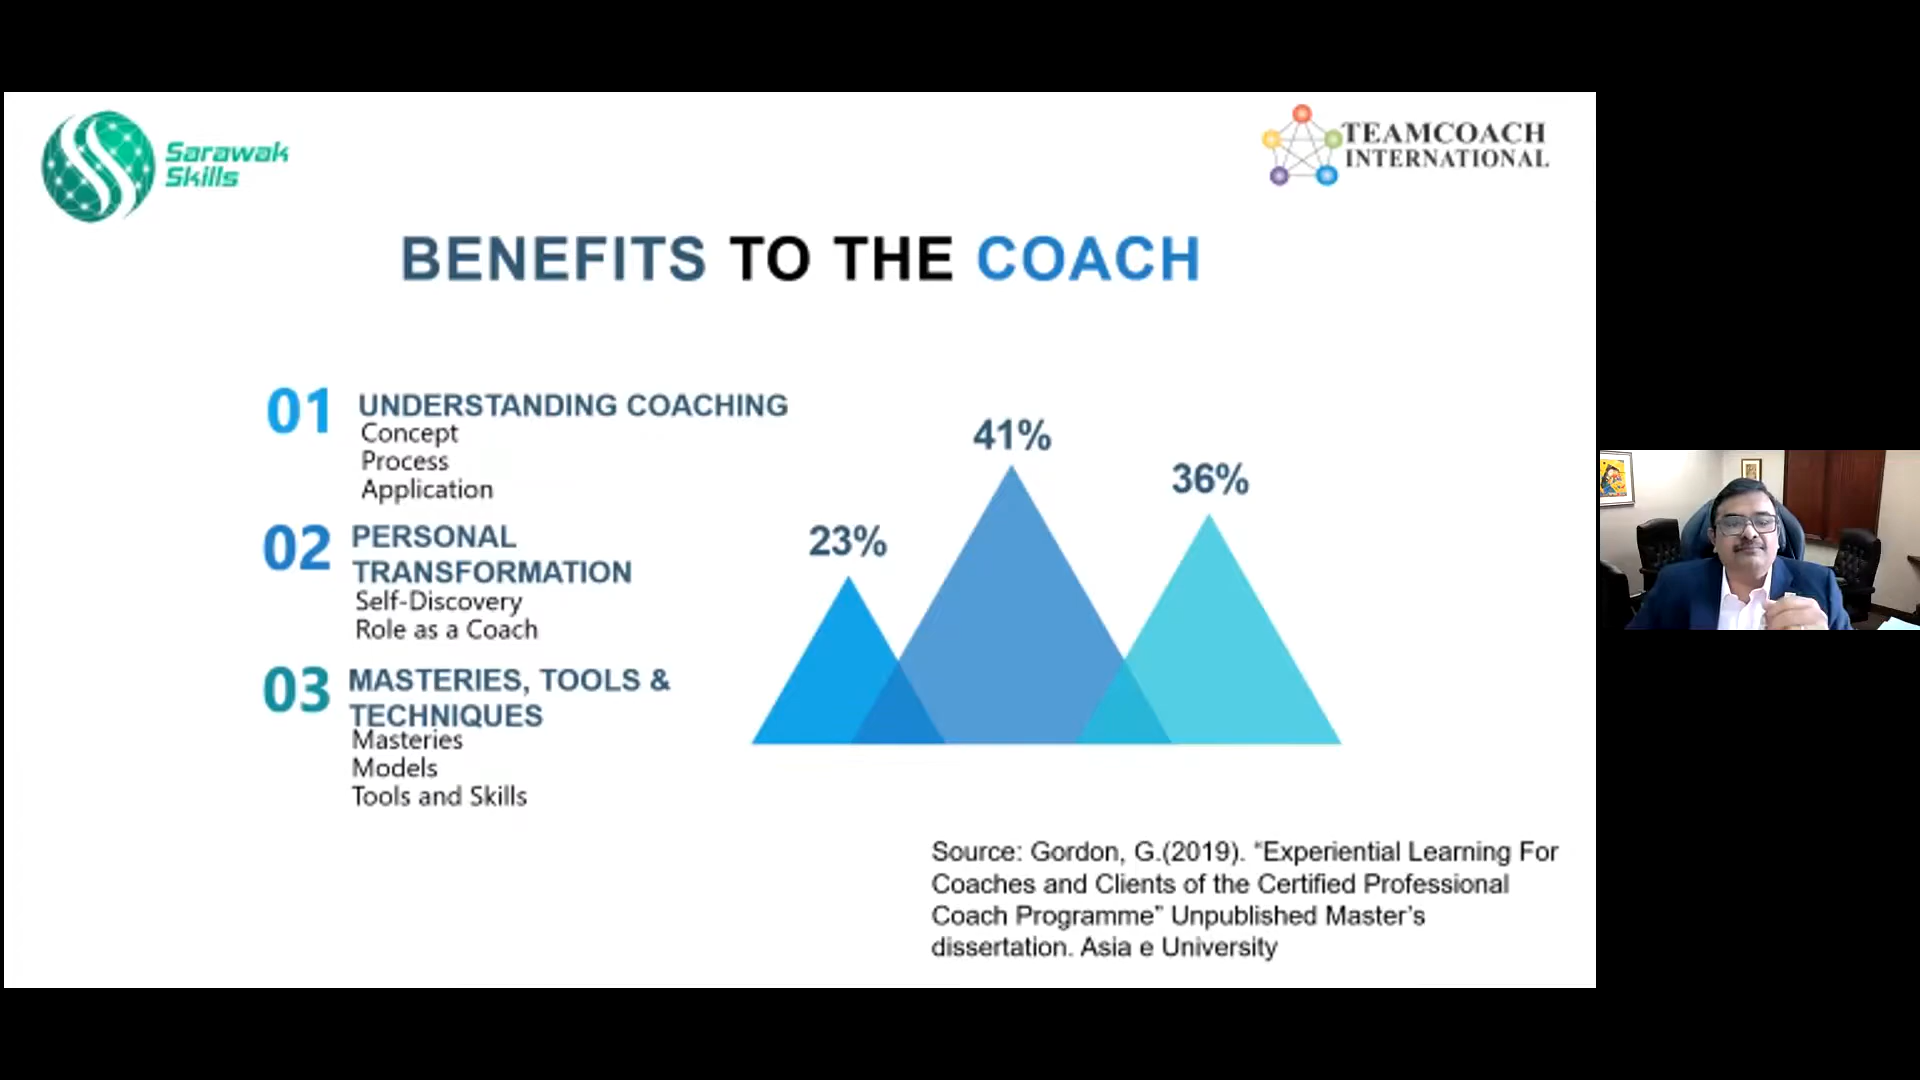 Sarawak
Skills
TEAMCOACH
INTERNATIONAL
BENEFITS TO THE COACH
01 UNDERSTANDING COACHING
Concept
Process
Application
02 PERSONAL
TRANSFORMATION
Self-Discovery
Role as a Coach
03 MASTERIES, TOOLS &
TECHNIQUES
Masteries
Models
Tools and Skills
23%
41%
36%
Source: Gordon, G.(2019). “Experiential Learning For
Coaches and Clients of the Certified Professional
Coach Programme” Unpublished Master’s
dissertation. Asia e University